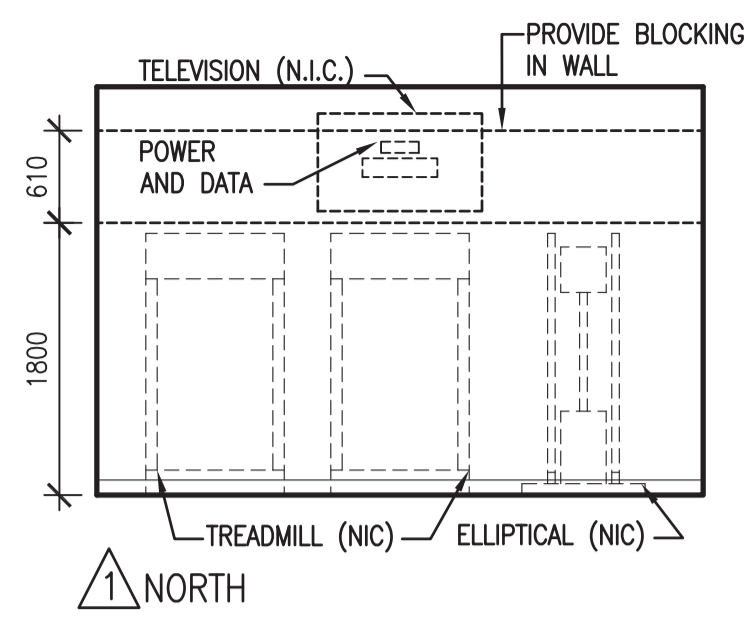 PROVIDE BLOCKING
IN WALL
TELEVISION (N.I.C.)
POWER
AND DATA
610
1800
TREADMILL (NIC)
ELLIPTICAL (NIC)
1 NORTH